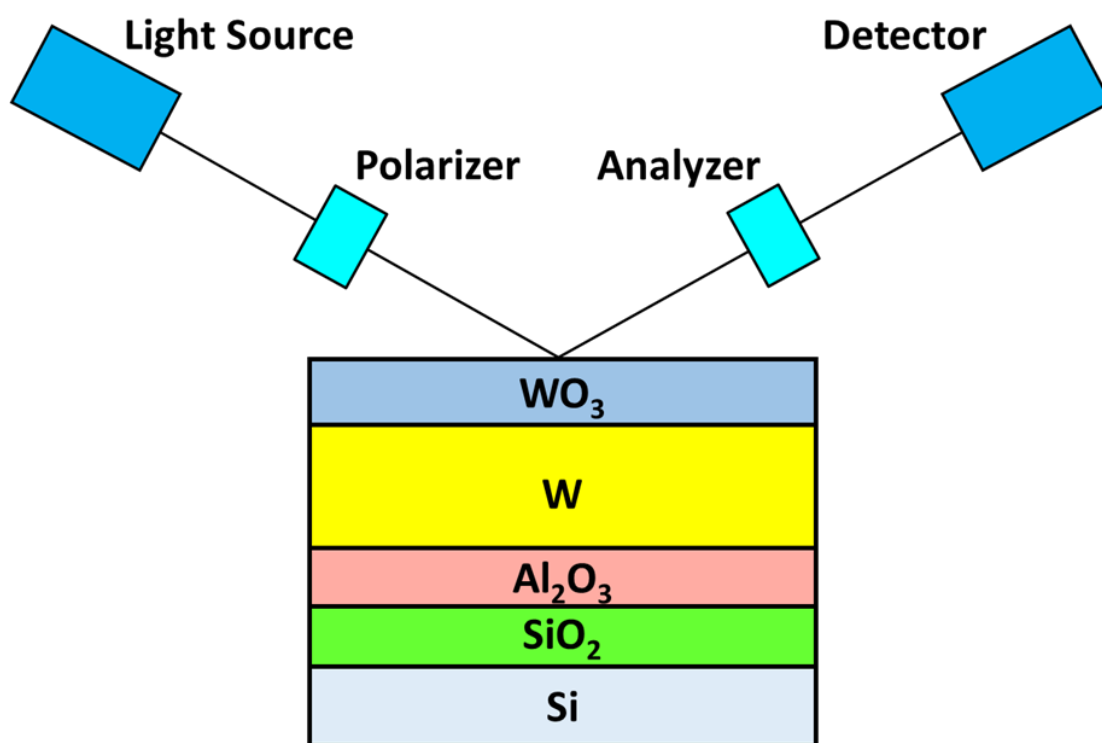 Light Source
Detector
Polarizer
Analyzer
WO₃
W
Al₂O₃
SiO₂
Si